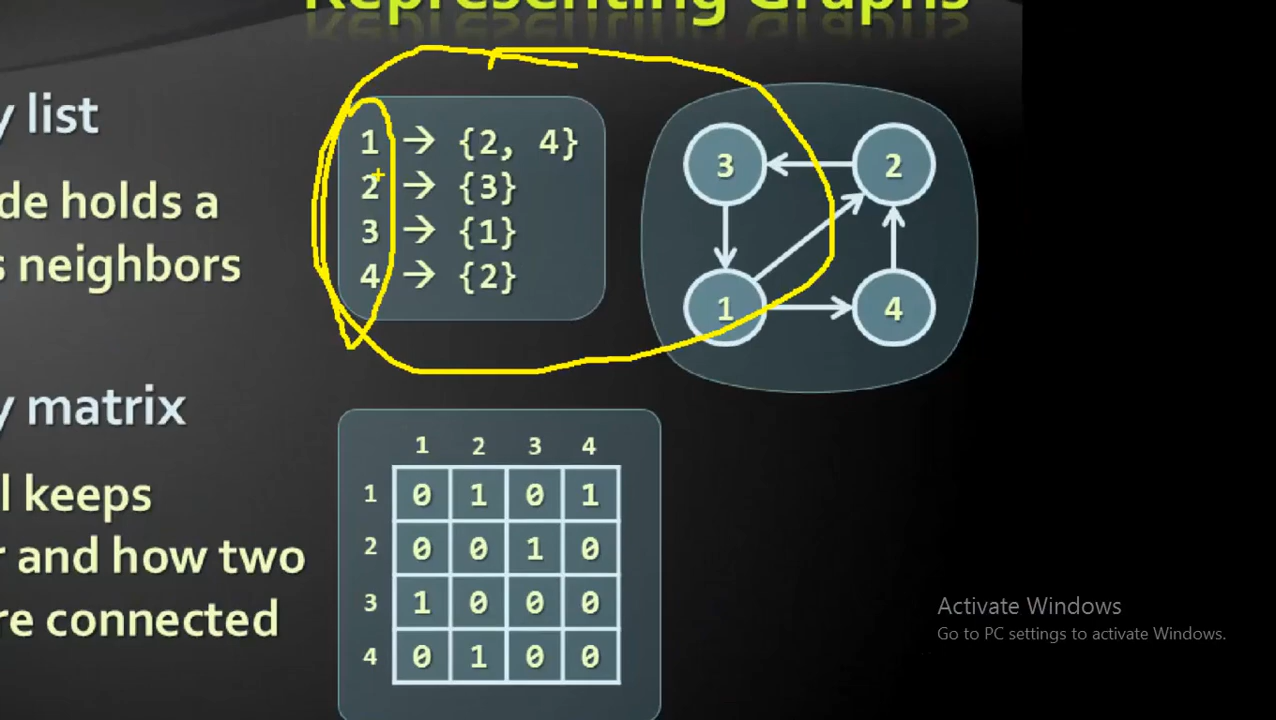 Representing Graphs
y list
de holds a
s neighbors
1 → {2, 4}
2 → {3}
3 → {1}
4 → {2}
3 2
1 4
y matrix
l keeps
r and how two
re connected
1 2 3 4
1 0 1 0 1
2 0 0 1 0
3 1 0 0 0
4 0 1 0 0
Activate Windows
Go to PC settings to activate Windows.